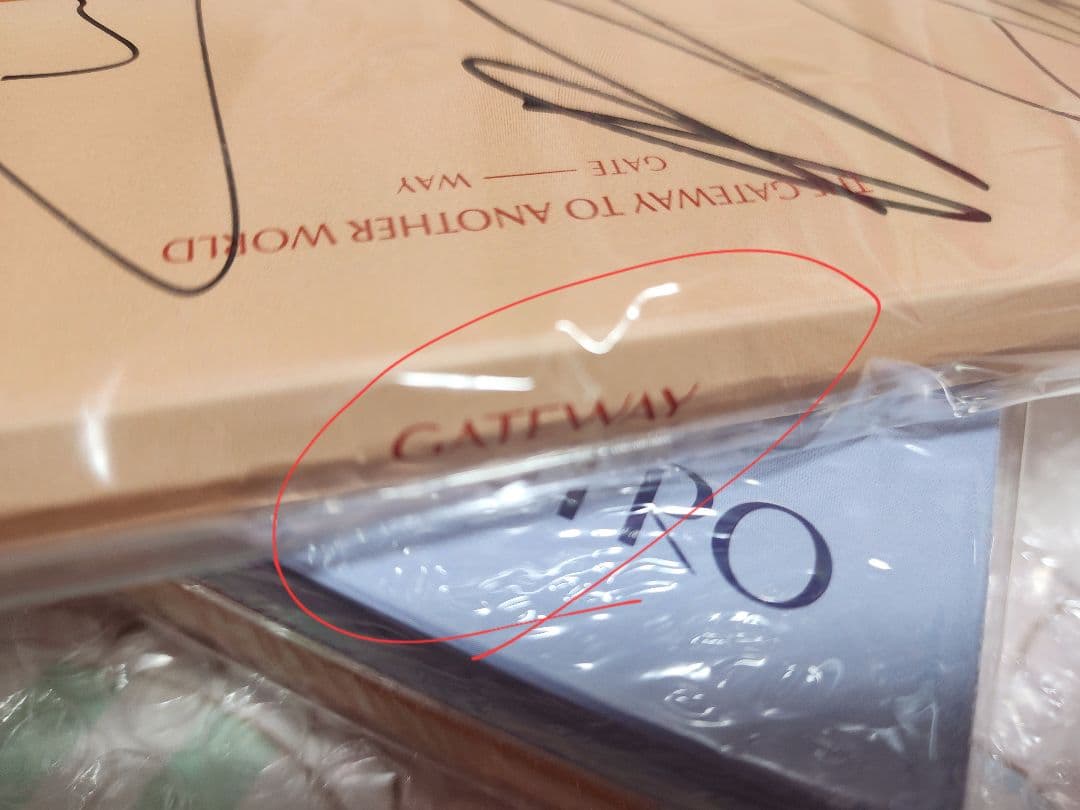 THE GATEWAY TO ANOTHER WORLD
GATE —— WAY
GATEWAY
RO